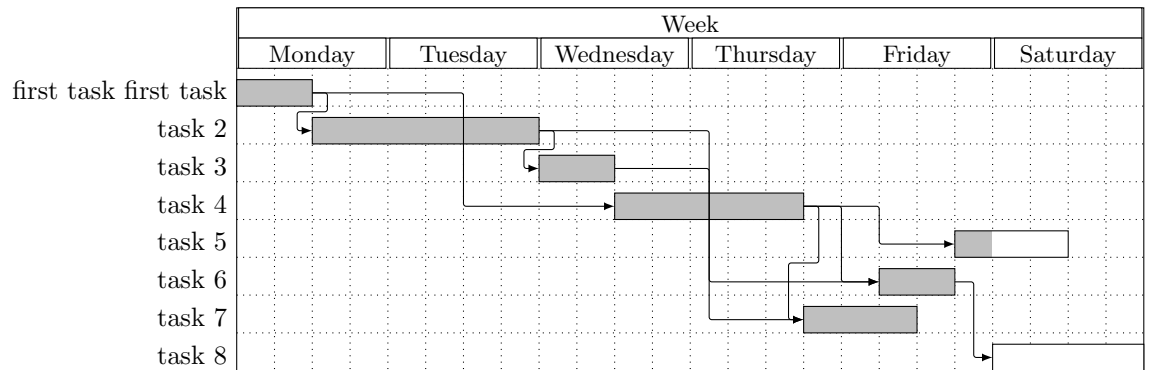 Week
Monday Tuesday Wednesday Thursday Friday Saturday
first task first task
task 2
task 3
task 4
task 5
task 6
task 7
task 8